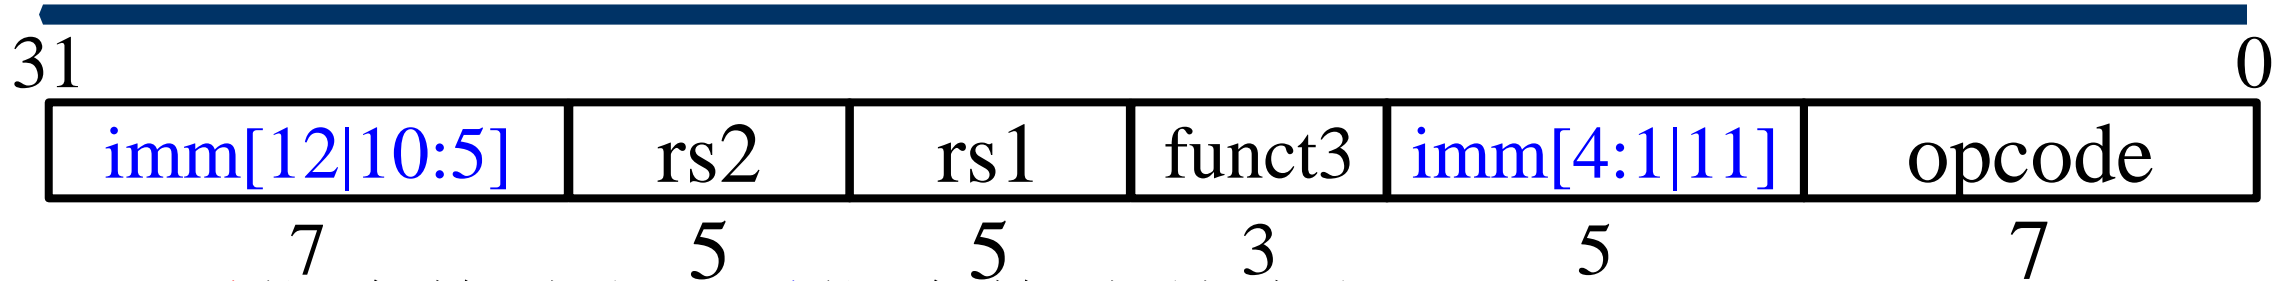 31 0
imm[12|10:5] rs2 rs1 funct3 imm[4:1|11] opcode
7 5 5 3 5 7